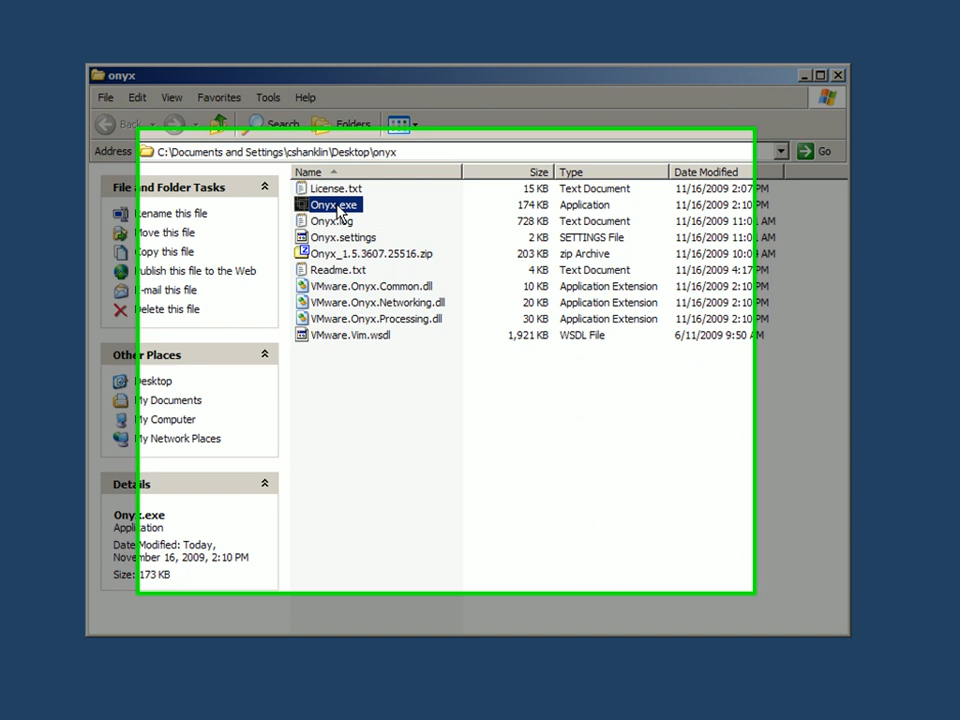 onyx
File Edit View Favorites Tools Help
Back Search Folders
Address C:\Documents and Settings\cshanklin\Desktop\onyx Go
File and Folder Tasks
Rename this file
Move this file
Copy this file
Publish this file to the Web
E-mail this file
Delete this file
Other Places
Desktop
My Documents
My Computer
My Network Places
Details
Onyx.exe
Application
Date Modified: Today,
November 16, 2009, 2:10 PM
Size: 173 KB
Name Size Type Date Modified
License.txt 15 KB Text Document 11/16/2009 2:07 PM
Onyx.exe 174 KB Application 11/16/2009 2:10 PM
Onyx.log 728 KB Text Document 11/16/2009 11:01 AM
Onyx.settings 2 KB SETTINGS File 11/16/2009 11:01 AM
Onyx_1.5.3607.25516.zip 203 KB zip Archive 11/16/2009 AM
Readme.txt 4 KB Text Document 11/16/2009 4:17 PM
VMware.Onyx.Common.dll 10 KB Application Extension 11/16/2009 2:10 PM
VMware.Onyx.Networking.dll 20 KB Application Extension 11/16/2009 2:10 PM
VMware.Onyx.Processing.dll 30 KB Application Extension 11/16/2009 2:10 PM
VMware.Vim.wsdl 1,921 KB WSDL File 6/11/2009 9:50 AM